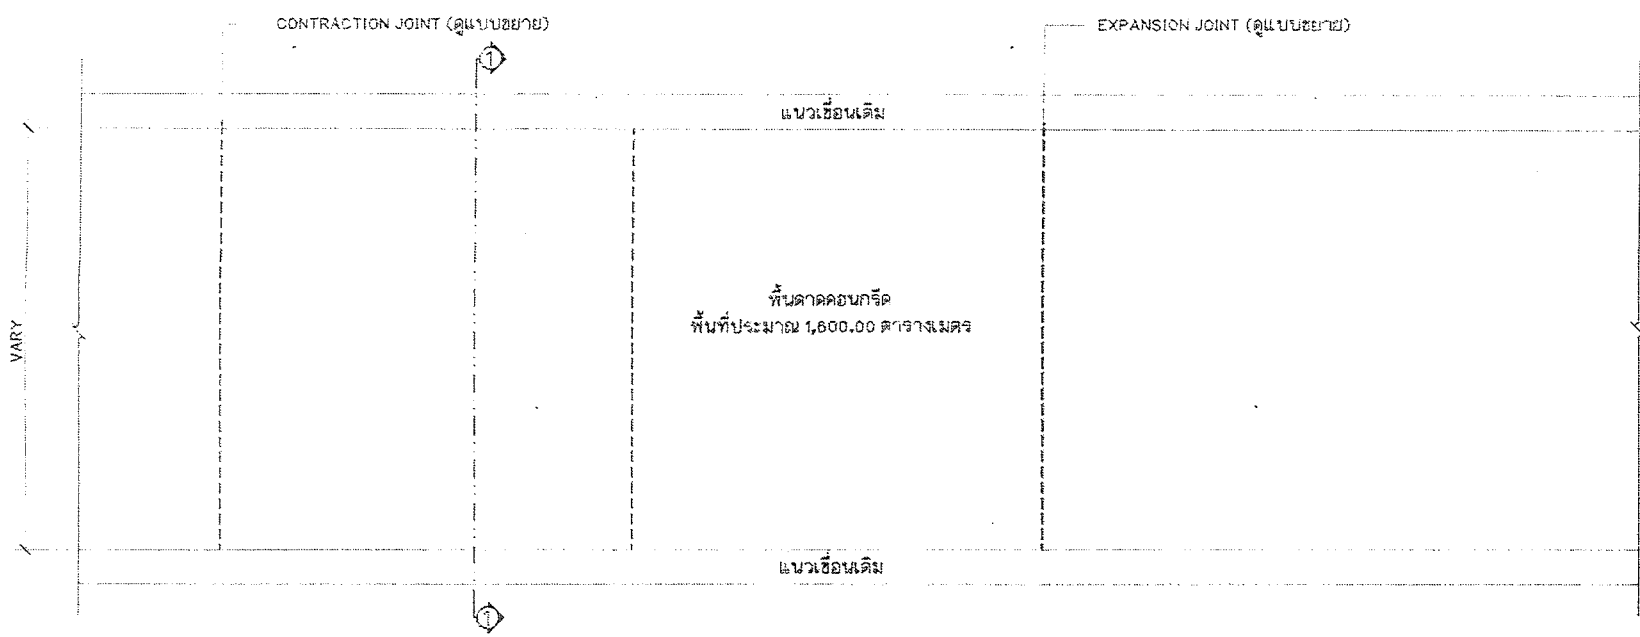 CONTRACTION JOINT (ดูแบบขยาย)
EXPANSION JOINT (ดูแบบขยาย)
1
แนวเขื่อนเดิม
VARY
พื้นดาดคอนกรีต
พื้นที่ประมาณ 1,600.00 ตารางเมตร
แนวเขื่อนเดิม
1